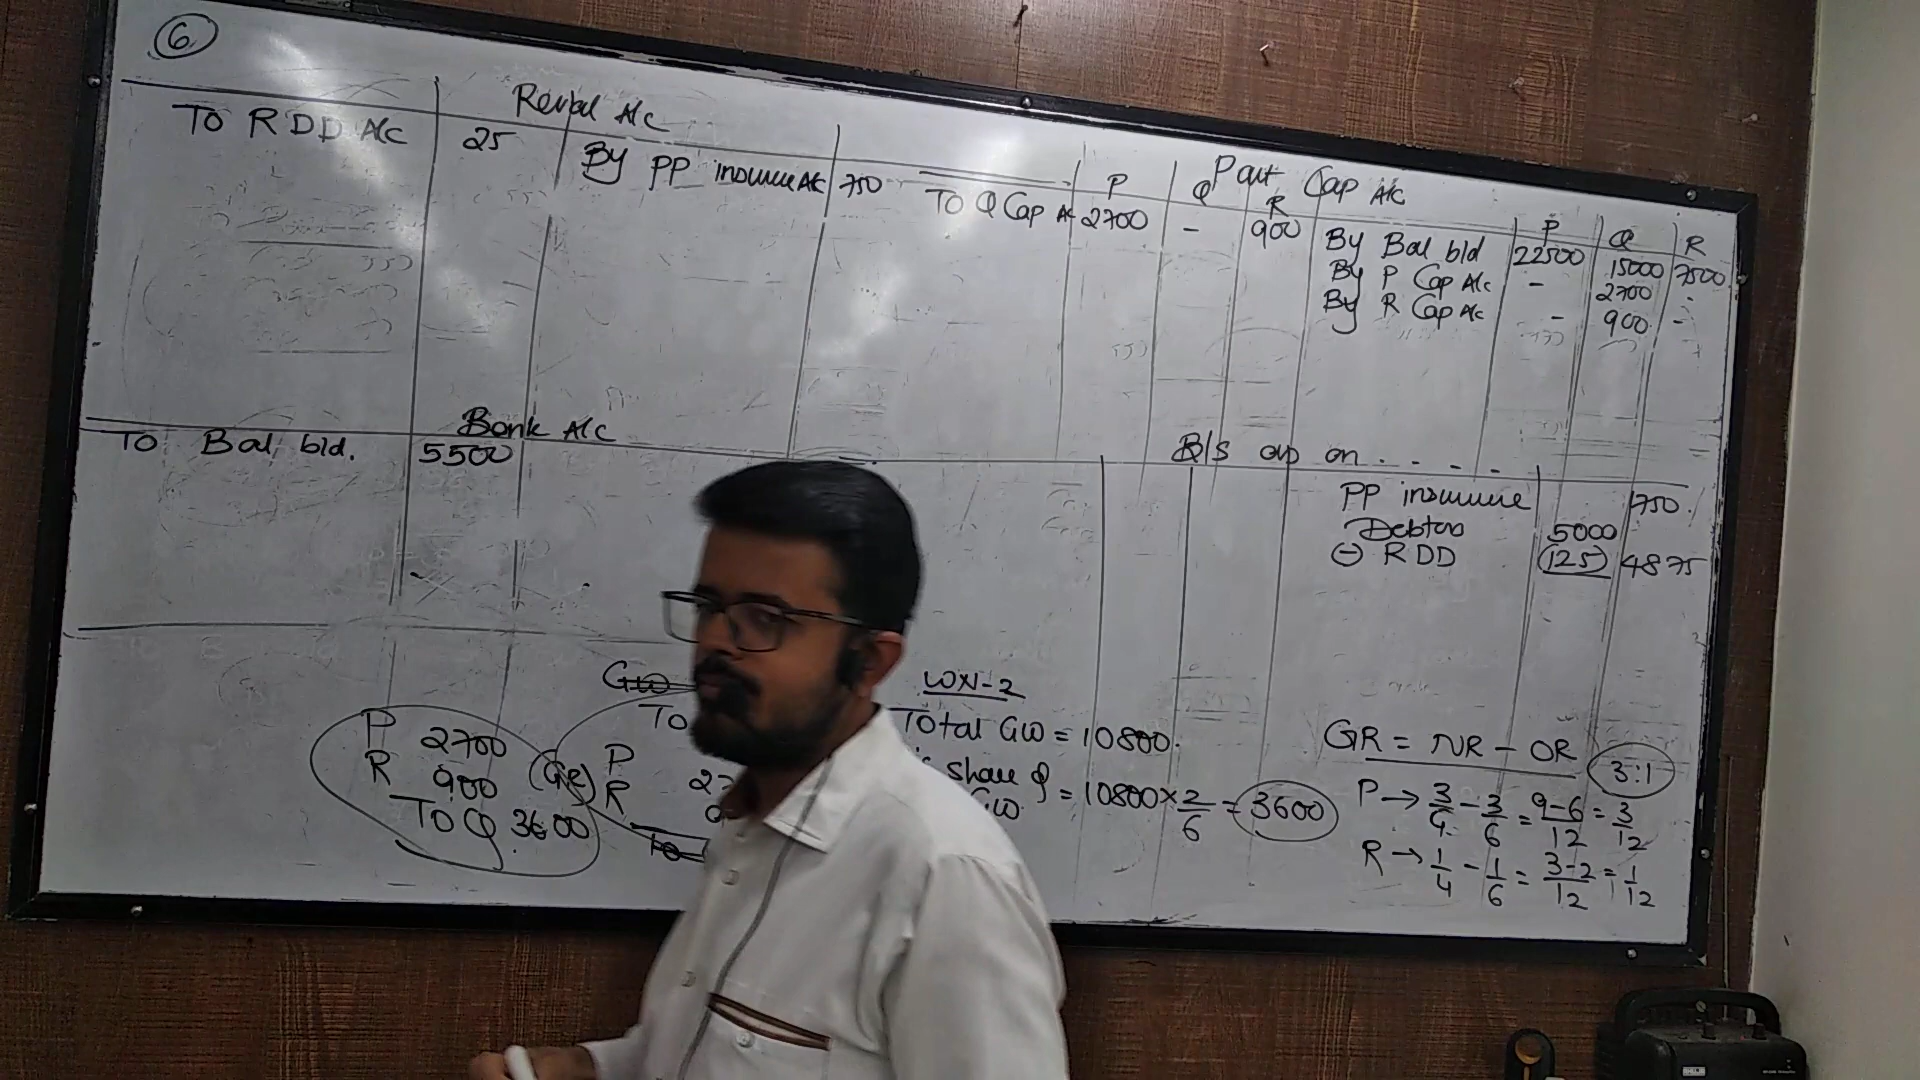 6
Reval A/c
To RDD A/c 25 By PP insurance A/c 750
Part Cap A/c
P Q R P Q R
To Q Cap A/c 2700 - 900 By Bal b/d 22500 15000 7500
By P Cap A/c - 2700 -
By R Cap A/c - 900 -
Bank A/c
To Bal b/d. 5500
B/S as on . . . .
PP insurance 750.
Debtors 5000
⊖ RDD (125) 4875
P 2700
R 900
To Q 3600
GW
To
(GR)
P
R
To
WN-2
Total GW = 10800.
share of
GW = 10800 × 2/6 = 3600
GR = NR - OR
3:1
P → 3/4 - 3/6 = 9-6/12 = 3/12
R → 1/4 - 1/6 = 3-2/12 = 1/12